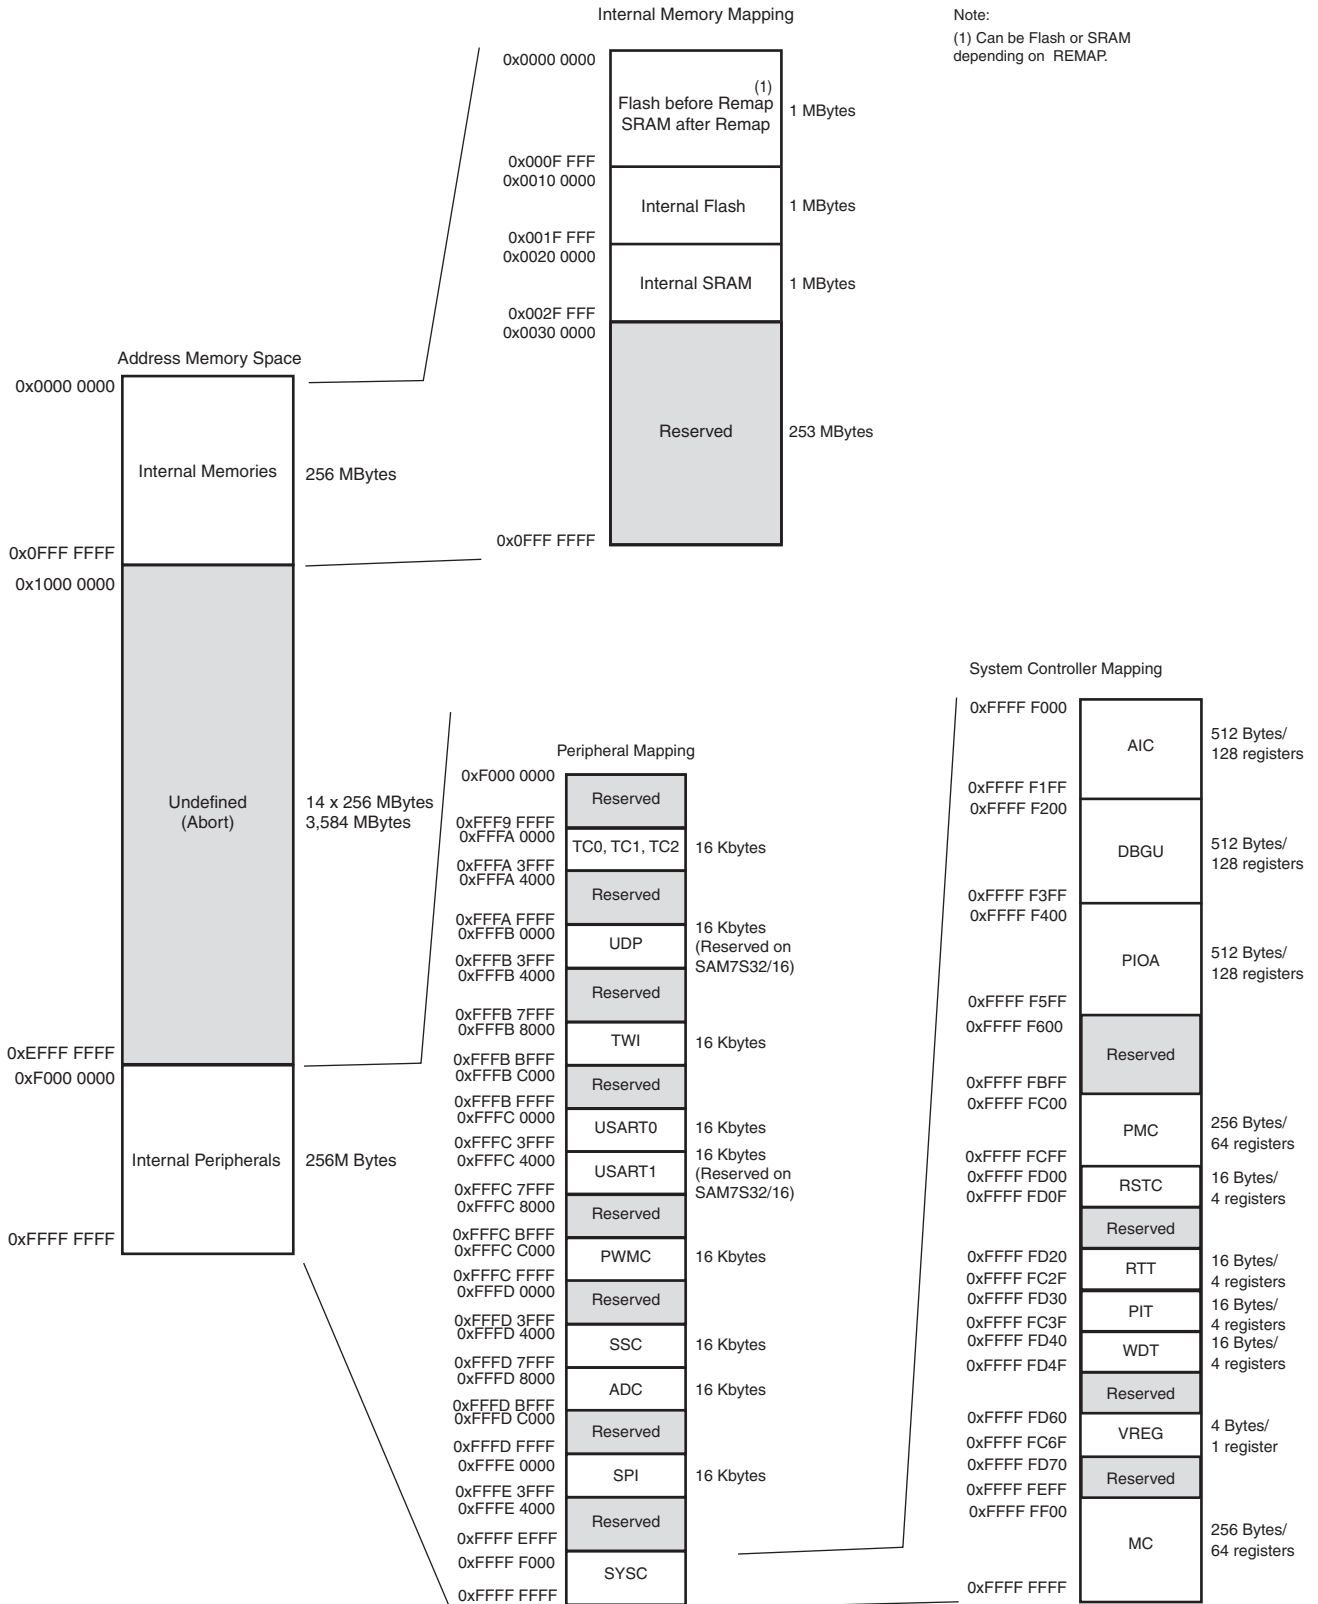 Internal Memory Mapping
Note:
(1) Can be Flash or SRAM
depending on REMAP.
0x0000 0000
(1)
Flash before Remap
SRAM after Remap
1 MBytes
0x000F FFF
0x0010 0000
Internal Flash
1 MBytes
0x001F FFF
0x0020 0000
Internal SRAM
1 MBytes
0x002F FFF
0x0030 0000
Reserved
253 MBytes
0x0FFF FFFF
Address Memory Space
0x0000 0000
Internal Memories
256 MBytes
0x0FFF FFFF
0x1000 0000
Undefined
(Abort)
14 x 256 MBytes
3,584 MBytes
0xEFFF FFFF
0xF000 0000
Internal Peripherals
256M Bytes
0xFFFF FFFF
Peripheral Mapping
0xF000 0000
Reserved
0xFFF9 FFFF
0xFFFA 0000
TC0, TC1, TC2
16 Kbytes
0xFFFA 3FFF
0xFFFA 4000
Reserved
0xFFFA FFFF
0xFFFB 0000
UDP
16 Kbytes
(Reserved on
SAM7S32/16)
0xFFFB 3FFF
0xFFFB 4000
Reserved
0xFFFB 7FFF
0xFFFB 8000
TWI
16 Kbytes
0xFFFB BFFF
0xFFFB C000
Reserved
0xFFFB FFFF
0xFFFC 0000
USART0
16 Kbytes
0xFFFC 3FFF
0xFFFC 4000
USART1
16 Kbytes
(Reserved on
SAM7S32/16)
0xFFFC 7FFF
0xFFFC 8000
Reserved
0xFFFC BFFF
0xFFFC C000
PWMC
16 Kbytes
0xFFFC FFFF
0xFFFD 0000
Reserved
0xFFFD 3FFF
0xFFFD 4000
SSC
16 Kbytes
0xFFFD 7FFF
0xFFFD 8000
ADC
16 Kbytes
0xFFFD BFFF
0xFFFD C000
Reserved
0xFFFD FFFF
0xFFFE 0000
SPI
16 Kbytes
0xFFFE 3FFF
0xFFFE 4000
Reserved
0xFFFF EFFF
0xFFFF F000
SYSC
0xFFFF FFFF
System Controller Mapping
0xFFFF F000
AIC
512 Bytes/
128 registers
0xFFFF F1FF
0xFFFF F200
DBGU
512 Bytes/
128 registers
0xFFFF F3FF
0xFFFF F400
PIOA
512 Bytes/
128 registers
0xFFFF F5FF
0xFFFF F600
Reserved
0xFFFF FBFF
0xFFFF FC00
PMC
256 Bytes/
64 registers
0xFFFF FCFF
0xFFFF FD00
RSTC
16 Bytes/
4 registers
0xFFFF FD0F
Reserved
0xFFFF FD20
RTT
16 Bytes/
4 registers
0xFFFF FC2F
0xFFFF FD30
PIT
16 Bytes/
4 registers
0xFFFF FC3F
0xFFFF FD40
WDT
16 Bytes/
4 registers
0xFFFF FD4F
Reserved
0xFFFF FD60
VREG
4 Bytes/
1 register
0xFFFF FC6F
0xFFFF FD70
Reserved
0xFFFF FEFF
0xFFFF FF00
MC
256 Bytes/
64 registers
0xFFFF FFFF